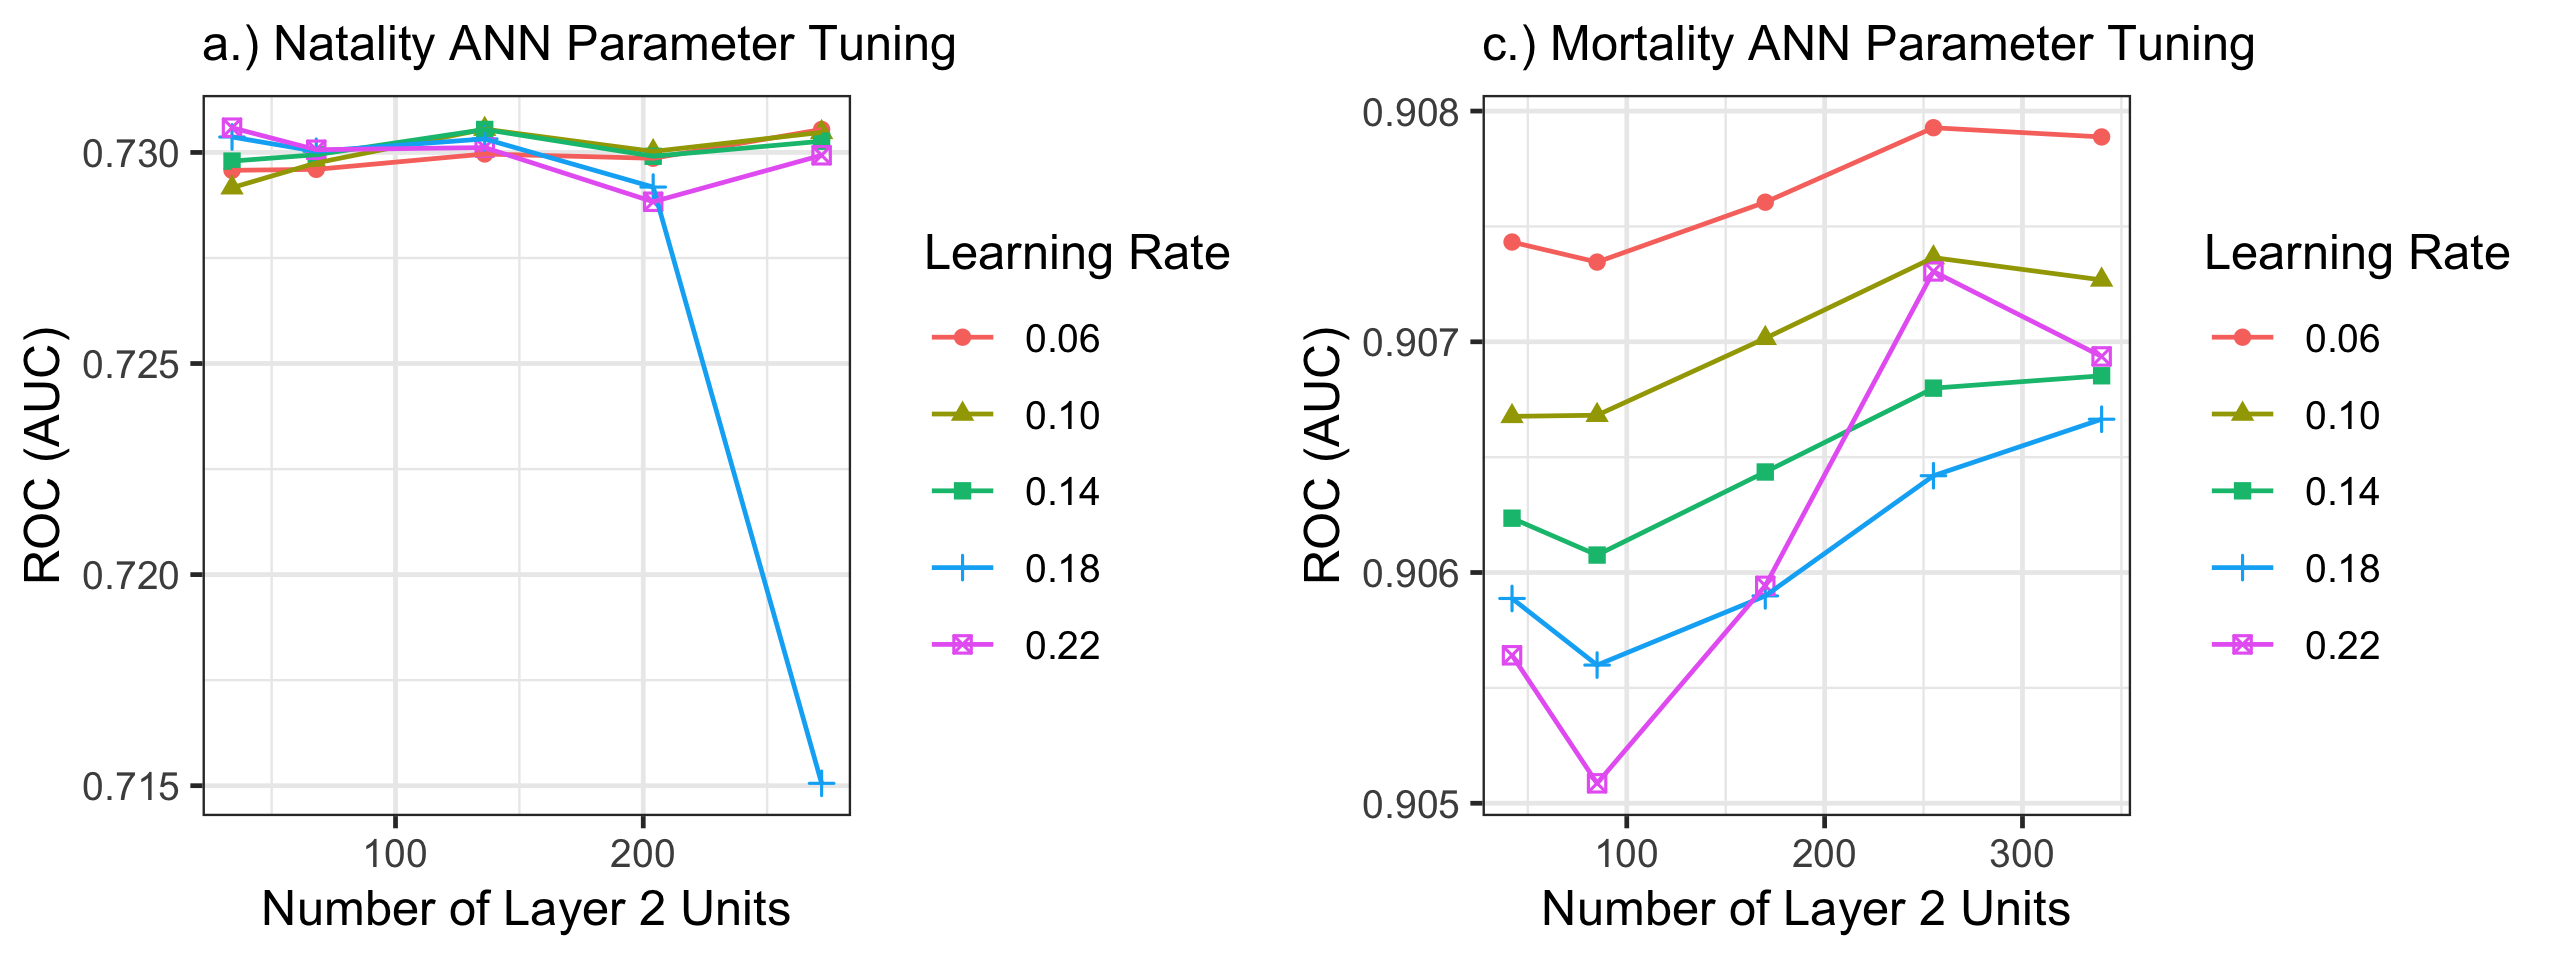 a.) Natality ANN Parameter Tuning
ROC (AUC)
0.730
0.725
0.720
0.715
100 200
Number of Layer 2 Units
Learning Rate
0.06
0.10
0.14
0.18
0.22
c.) Mortality ANN Parameter Tuning
ROC (AUC)
0.908
0.907
0.906
0.905
100 200 300
Number of Layer 2 Units
Learning Rate
0.06
0.10
0.14
0.18
0.22